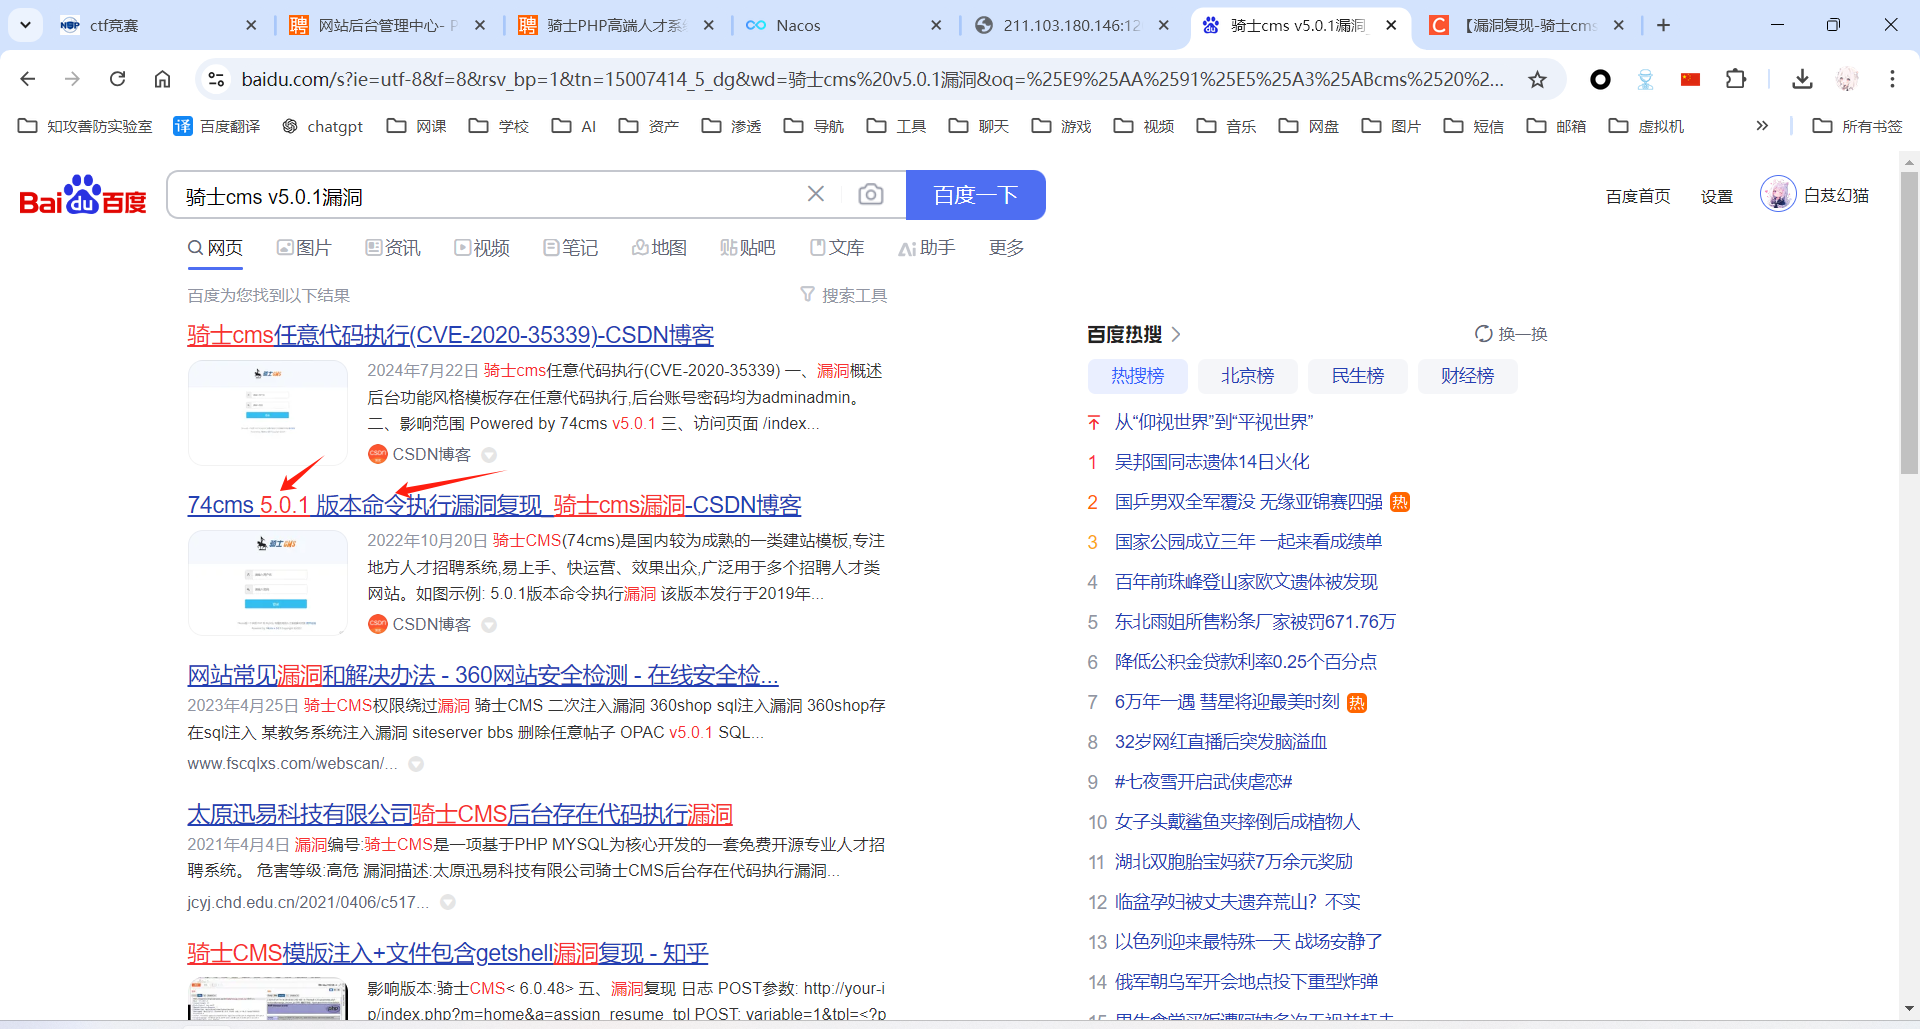 ctf竞赛
网站后台管理中心- P
骑士PHP高端人才系
Nacos
211.103.180.146:12
骑士cms v5.0.1漏洞_
【漏洞复现-骑士cms
baidu.com/s?ie=utf-8&f=8&rsv_bp=1&tn=15007414_5_dg&wd=骑士cms%20v5.0.1漏洞&oq=%25E9%25AA%2591%25E5%25A3%25ABcms%2520%2...
知攻善防实验室
译 百度翻译
chatgpt
网课
学校
AI
资产
渗透
导航
工具
聊天
游戏
视频
音乐
网盘
图片
短信
邮箱
虚拟机
所有书签
Bai du 百度
骑士cms v5.0.1漏洞
百度一下
百度首页
设置
白芨幻猫
网页
图片
资讯
视频
笔记
地图
贴吧
文库
助手
更多
百度为您找到以下结果
搜索工具
骑士cms任意代码执行(CVE-2020-35339)-CSDN博客
2024年7月22日 骑士cms任意代码执行(CVE-2020-35339) 一、漏洞概述
后台功能风格模板存在任意代码执行,后台账号密码均为adminadmin。
二、影响范围 Powered by 74cms v5.0.1 三、访问页面 /index...
CSDN博客
74cms 5.0.1 版本命令执行漏洞复现_骑士cms漏洞-CSDN博客
2022年10月20日 骑士CMS(74cms)是国内较为成熟的一类建站模板,专注
地方人才招聘系统,易上手、快运营、效果出众,广泛用于多个招聘人才类
网站。如图示例: 5.0.1版本命令执行漏洞 该版本发行于2019年...
CSDN博客
网站常见漏洞和解决办法 - 360网站安全检测 - 在线安全检...
2023年4月25日 骑士CMS权限绕过漏洞 骑士CMS 二次注入漏洞 360shop sql注入漏洞 360shop存
在sql注入 某教务系统注入漏洞 siteserver bbs 删除任意帖子 OPAC v5.0.1 SQL...
www.fscqlxs.com/webscan/...
太原迅易科技有限公司骑士CMS后台存在代码执行漏洞
2021年4月4日 漏洞编号:骑士CMS是一项基于PHP MYSQL为核心开发的一套免费开源专业人才招
聘系统。 危害等级:高危 漏洞描述:太原迅易科技有限公司骑士CMS后台存在代码执行漏洞...
jcyj.chd.edu.cn/2021/0406/c517...
骑士CMS模版注入+文件包含getshell漏洞复现 - 知乎
影响版本:骑士CMS< 6.0.48> 五、漏洞复现 日志 POST参数: http://your-i
p/index.php?m=home&a=assign_resume_tpl POST: variable=1&tpl=<?p
百度热搜
换一换
热搜榜
北京榜
民生榜
财经榜
从“仰视世界”到“平视世界”
1 吴邦国同志遗体14日火化
2 国乒男双全军覆没 无缘亚锦赛四强 热
3 国家公园成立三年 一起来看成绩单
4 百年前珠峰登山家欧文遗体被发现
5 东北雨姐所售粉条厂家被罚671.76万
6 降低公积金贷款利率0.25个百分点
7 6万年一遇 彗星将迎最美时刻 热
8 32岁网红直播后突发脑溢血
9 #七夜雪开启武侠虐恋#
10 女子头戴鲨鱼夹摔倒后成植物人
11 湖北双胞胎宝妈获7万余元奖励
12 临盆孕妇被丈夫遗弃荒山？不实
13 以色列迎来最特殊一天 战场安静了
14 俄军朝乌军开会地点投下重型炸弹